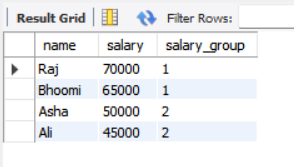 Result Grid Filter Rows:
name salary salary_group
Raj 70000 1
Bhoomi 65000 1
Asha 50000 2
Ali 45000 2